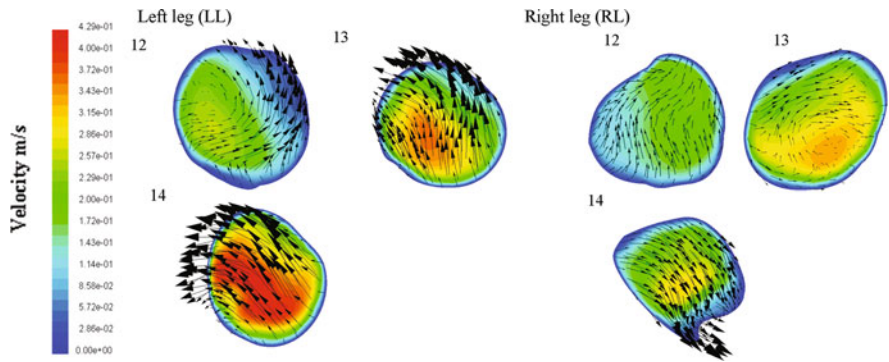 Left leg (LL)
Right leg (RL)
12
13
12
13
14
14
Velocity m/s
4.29e-01
4.00e-01
3.72e-01
3.43e-01
3.15e-01
2.86e-01
2.57e-01
2.29e-01
2.00e-01
1.72e-01
1.43e-01
1.14e-01
8.58e-02
5.72e-02
2.86e-02
0.00e+00